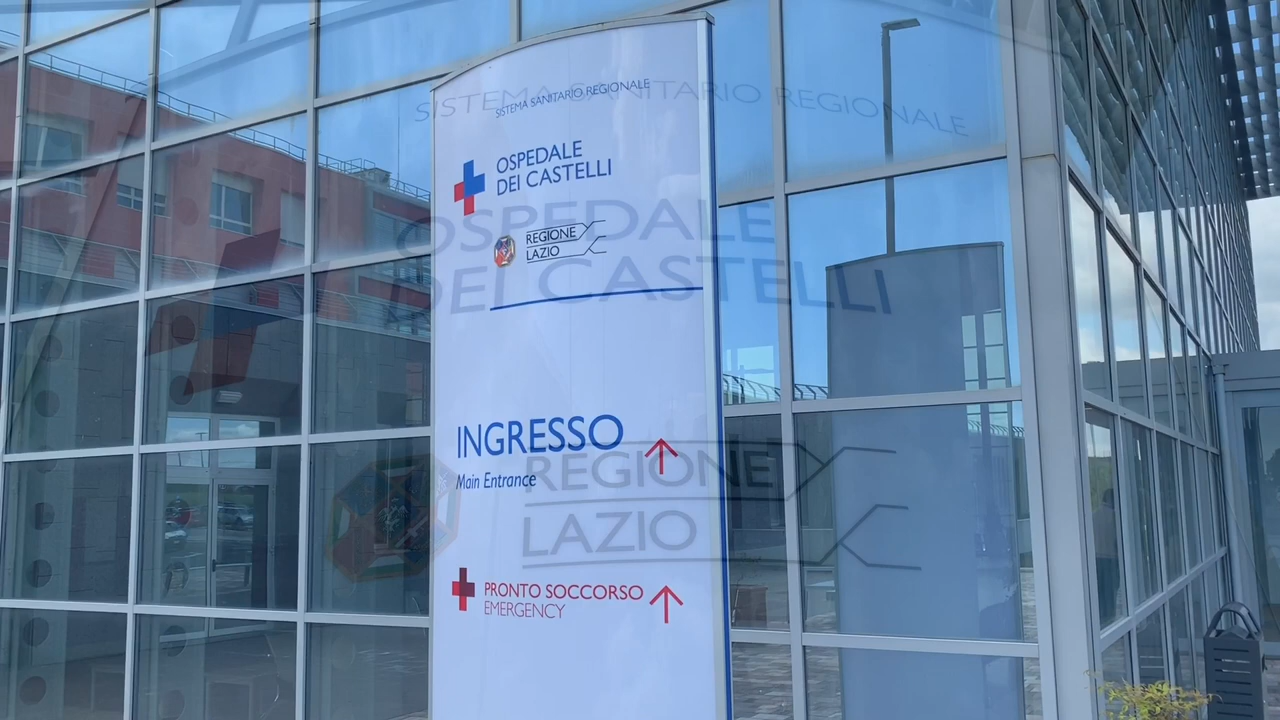 SISTEMA SANITARIO REGIONALE
OSPEDALE
DEI CASTELLI
REGIONE
LAZIO
INGRESSO
Main Entrance
PRONTO SOCCORSO
EMERGENCY
SISTEMA SANITARIO REGIONALE
OSPEDALE
DEI CASTELLI
REGIONE
LAZIO